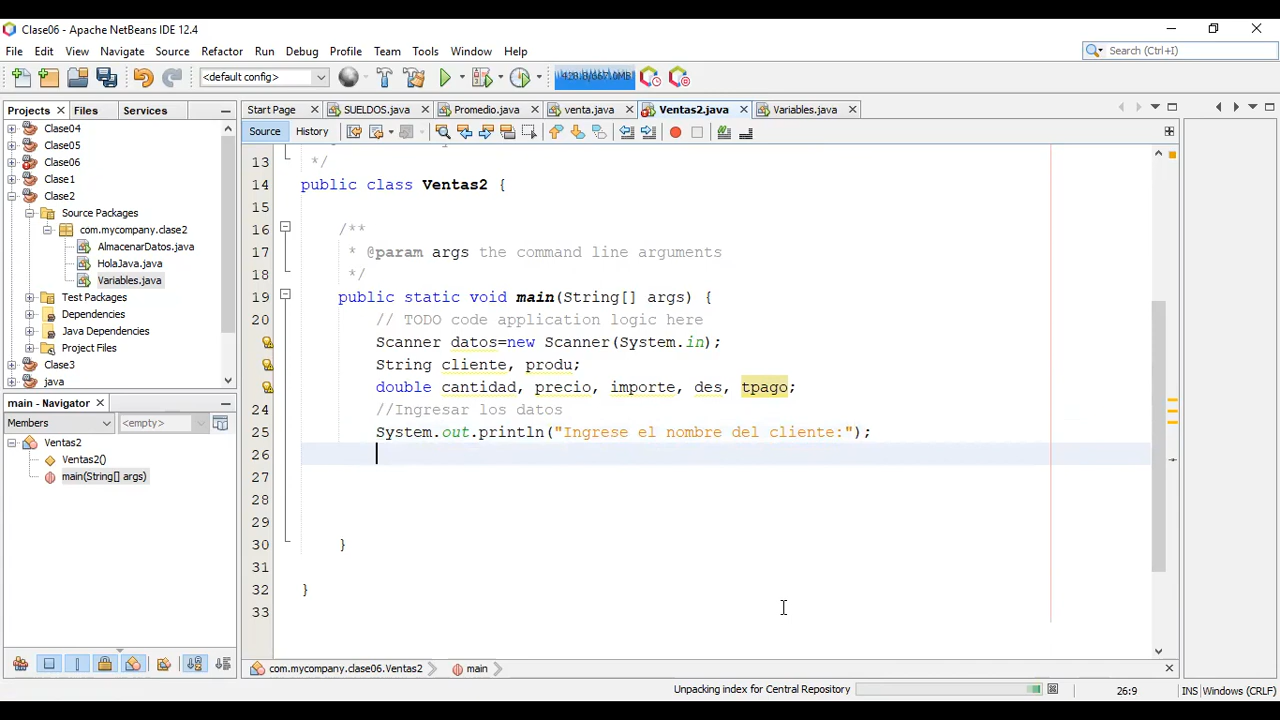 Clase06 - Apache NetBeans IDE 12.4
File Edit View Navigate Source Refactor Run Debug Profile Team Tools Window Help
Search (Ctrl+I)
<default config>
428.8/667.0MB
Projects Files Services
Start Page SUELDOS.java Promedio.java venta.java Ventas2.java Variables.java
Source History
Clase04
Clase05
Clase06
Clase1
Clase2
Source Packages
com.mycompany.clase2
AlmacenarDatos.java
HolaJava.java
Variables.java
Test Packages
Dependencies
Java Dependencies
Project Files
Clase3
java
main - Navigator
Members <empty>
Ventas2
Ventas2()
main(String[] args)
13 */
14 public class Ventas2 {
15
16 /**
17 * @param args the command line arguments
18 */
19 public static void main(String[] args) {
20 // TODO code application logic here
Scanner datos=new Scanner(System.in);
String cliente, produ;
double cantidad, precio, importe, des, tpago;
24 //Ingresar los datos
25 System.out.println("Ingrese el nombre del cliente:");
26
27
28
29
30 }
31
32 }
33
com.mycompany.clase06.Ventas2 main
Unpacking index for Central Repository 26:9 INS Windows (CRLF)